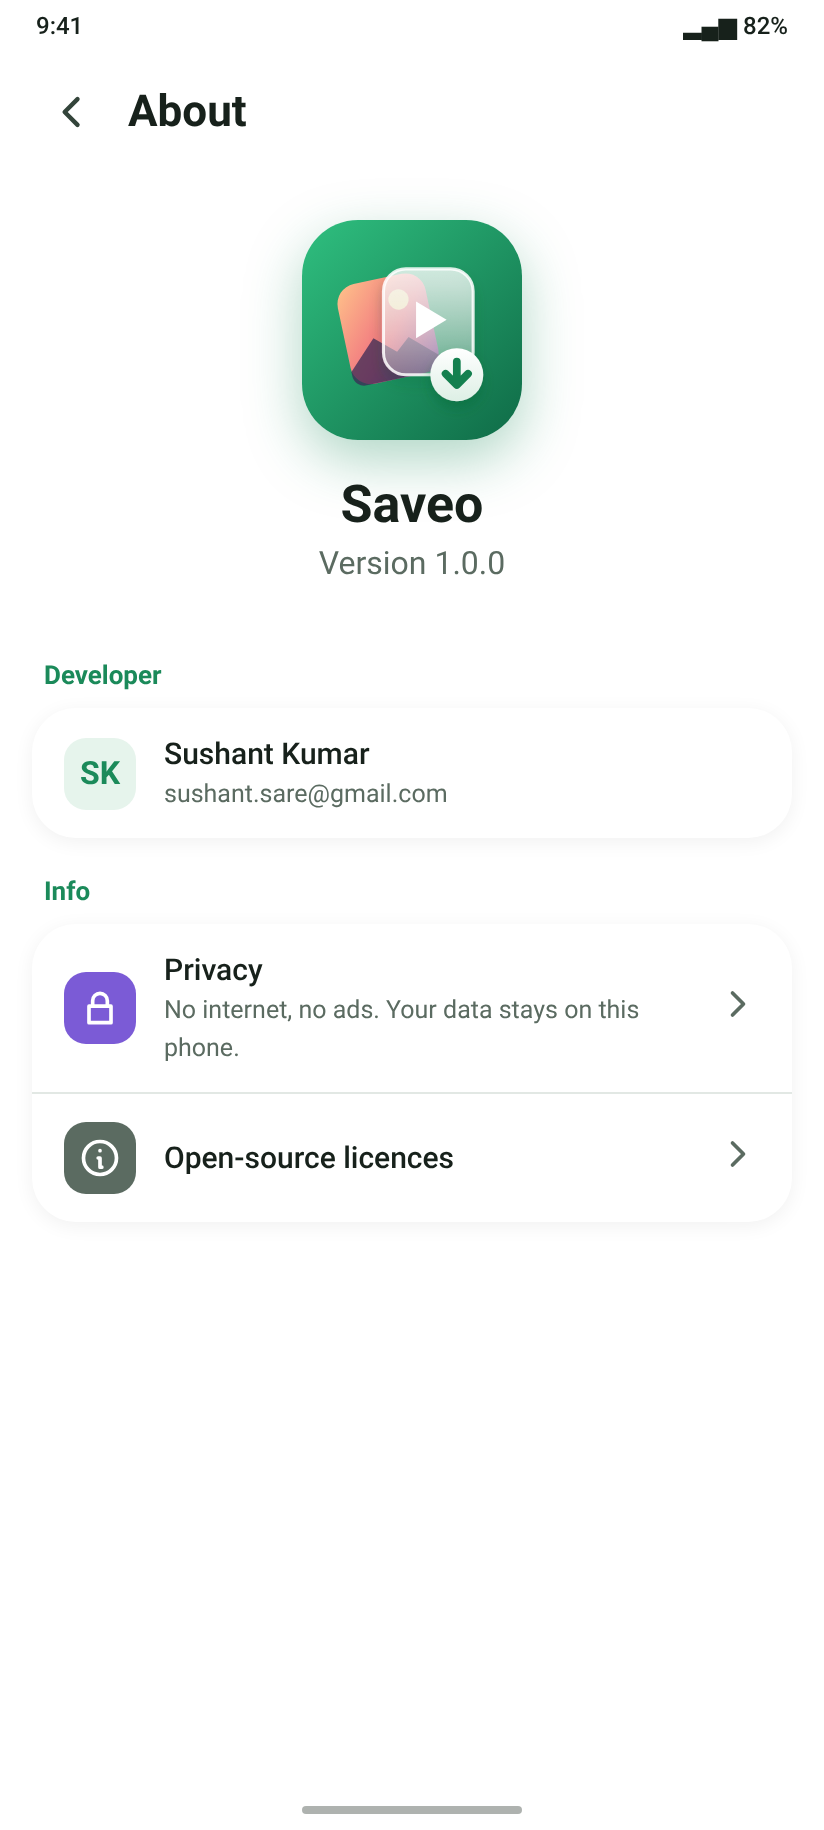 9:41
82%
About
Saveo
Version 1.0.0
Developer
SK
Sushant Kumar
sushant.sare@gmail.com
Info
Privacy
No internet, no ads. Your data stays on this
phone.
Open-source licences